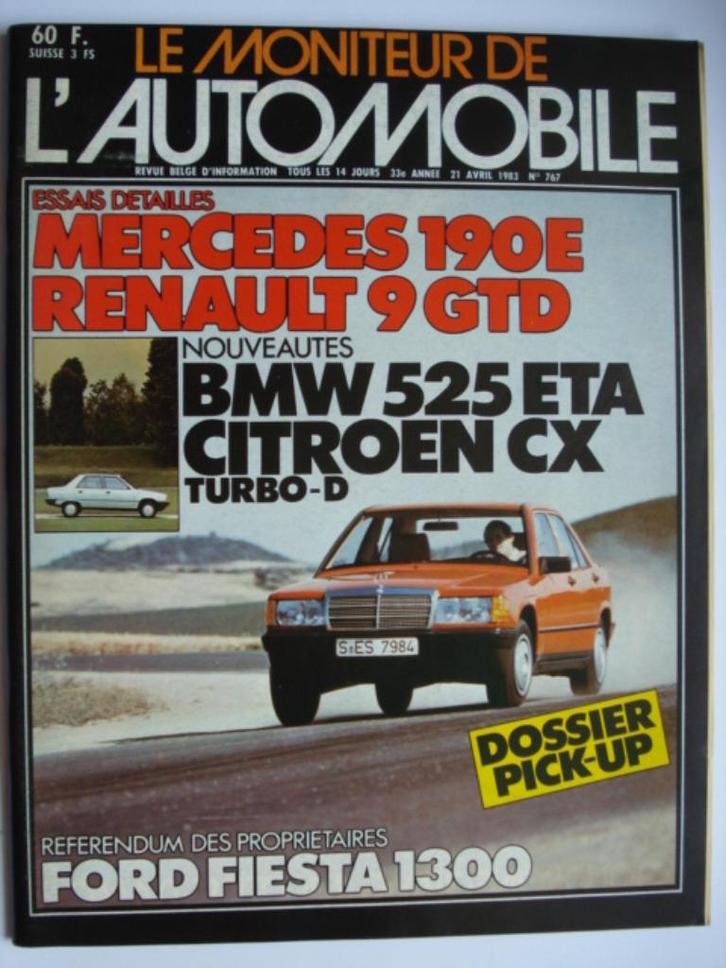 60 F.
SUISSE 3 FS
LE MONITEUR DE
L'AUTOMOBILE
REVUE BELGE D'INFORMATION TOUS LES 14 JOURS 33e ANNEE 21 AVRIL 1983 N° 767
ESSAIS DETAILLES
MERCEDES 190E
RENAULT 9 GTD
NOUVEAUTES
BMW 525 ETA
CITROEN CX
TURBO-D
S-ES 7984
DOSSIER
PICK-UP
REFERENDUM DES PROPRIETAIRES
FORD FIESTA 1300